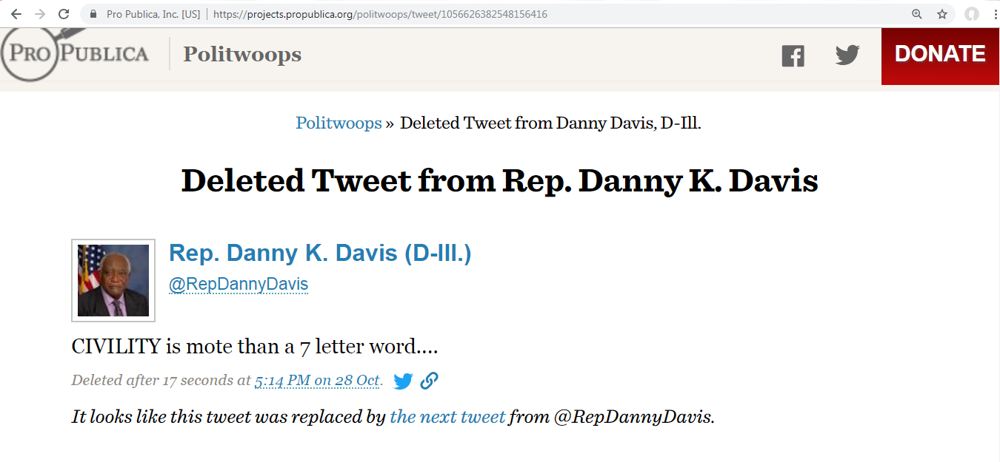 Pro Publica, Inc. [US] | https://projects.propublica.org/politwoops/tweet/1056626382548156416
PRO PUBLICA Politwoops DONATE
Politwoops » Deleted Tweet from Danny Davis, D-Ill.
Deleted Tweet from Rep. Danny K. Davis
Rep. Danny K. Davis (D-Ill.)
@RepDannyDavis
CIVILITY is mote than a 7 letter word....
Deleted after 17 seconds at 5:14 PM on 28 Oct.
It looks like this tweet was replaced by the next tweet from @RepDannyDavis.